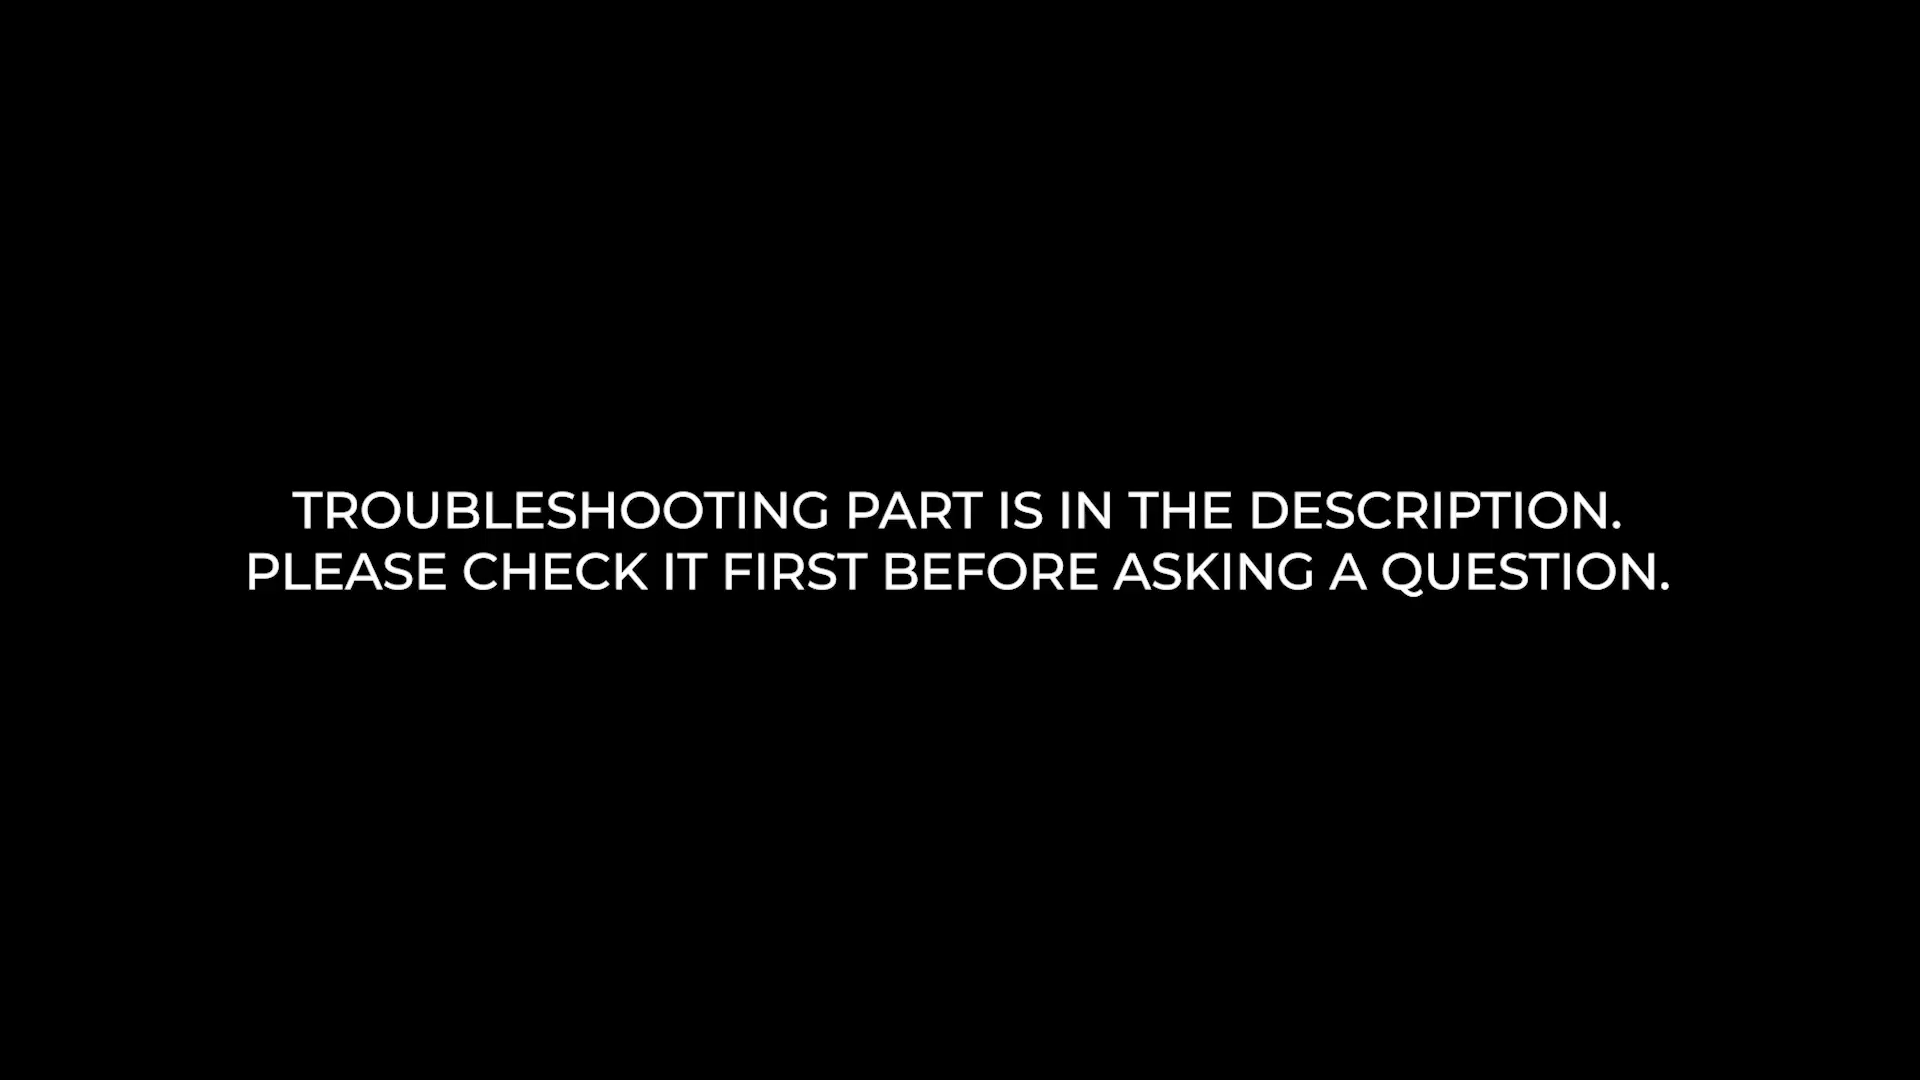 TROUBLESHOOTING PART IS IN THE DESCRIPTION.
PLEASE CHECK IT FIRST BEFORE ASKING A QUESTION.